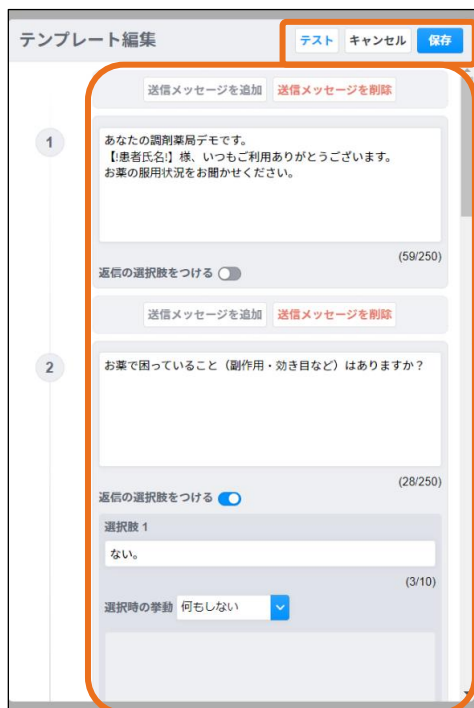 テンプレート編集
テスト キャンセル 保存
送信メッセージを追加 送信メッセージを削除
1
あなたの調剤薬局デモです。
【!患者氏名!】様、いつもご利用ありがとうございます。
お薬の服用状況をお聞かせください。
(59/250)
返信の選択肢をつける
送信メッセージを追加 送信メッセージを削除
2
お薬で困っていること（副作用・効き目など）はありますか？
(28/250)
返信の選択肢をつける
選択肢 1
ない。
(3/10)
選択時の挙動 何もしない